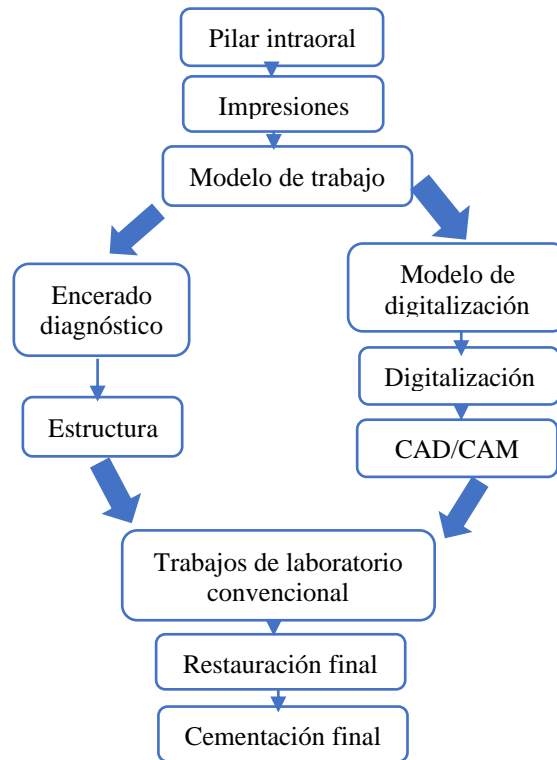 Pilar intraoral
Impresiones
Modelo de trabajo
Encerado
diagnóstico
Estructura
Modelo de
digitalización
Digitalización
CAD/CAM
Trabajos de laboratorio
convencional
Restauración final
Cementación final